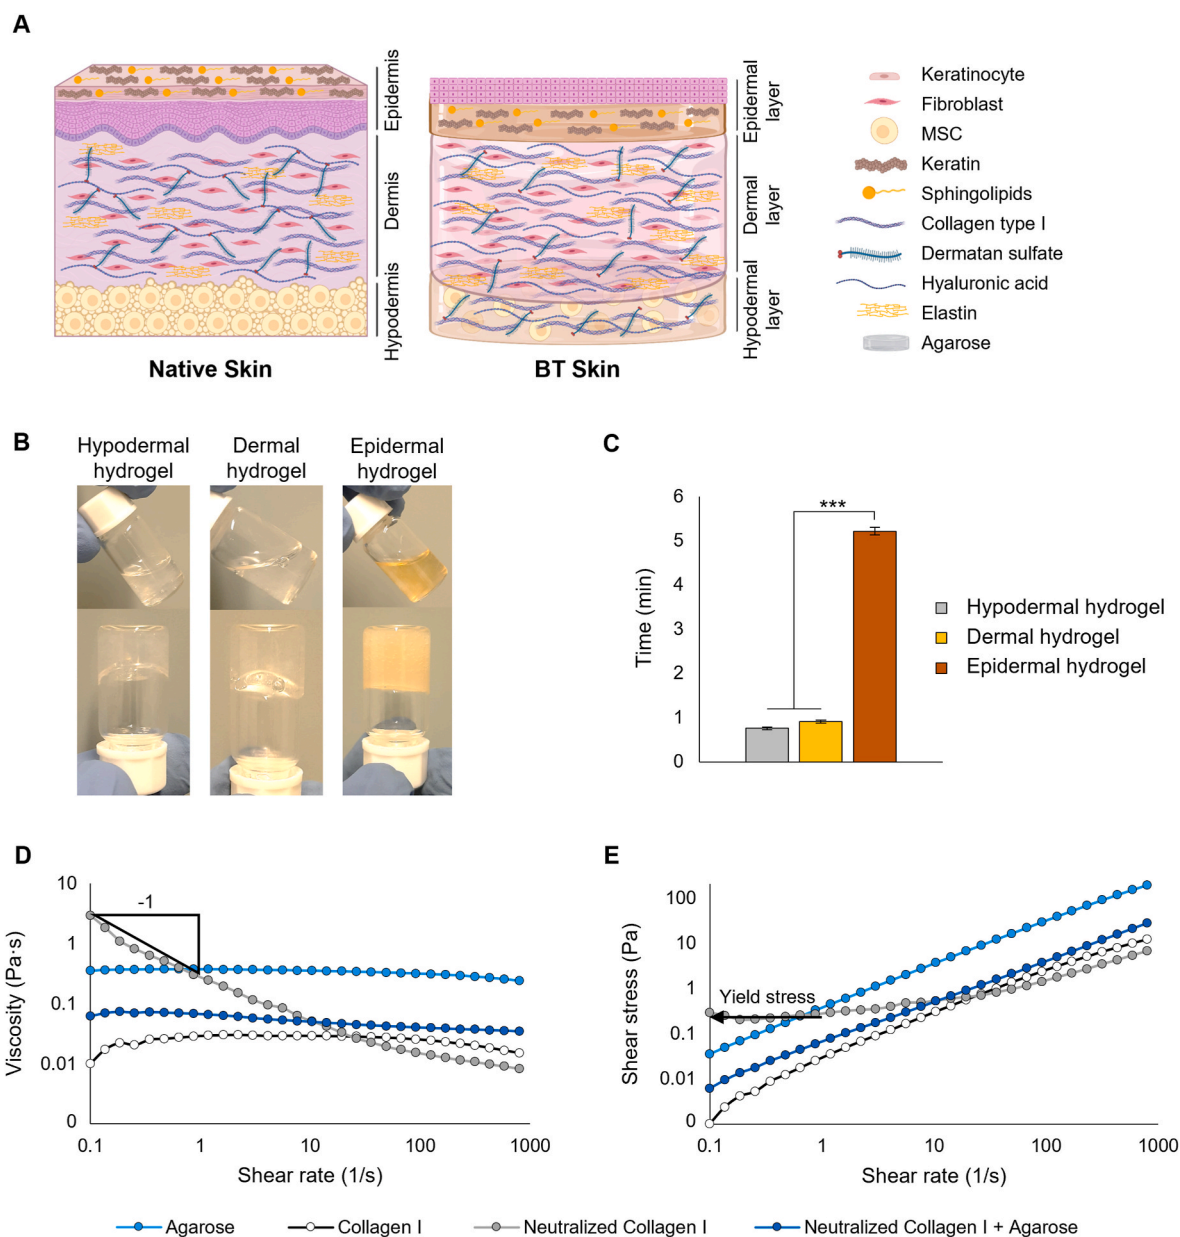 A
Epidermis
Dermis
Hypodermis
Native Skin
Epidermal
layer
Dermal
layer
Hypodermal
layer
BT Skin
Keratinocyte
Fibroblast
MSC
Keratin
Sphingolipids
Collagen type I
Dermatan sulfate
Hyaluronic acid
Elastin
Agarose
B
Hypodermal
hydrogel
Dermal
hydrogel
Epidermal
hydrogel
C
Time (min)
6
5
4
3
2
1
0
***
Hypodermal hydrogel
Dermal hydrogel
Epidermal hydrogel
D
Viscosity (Pa·s)
10
1
0.1
0.01
0
-1
0.1
1
10
100
1000
Shear rate (1/s)
E
Shear stress (Pa)
100
10
1
0.1
0.01
0
Yield stress
0.1
1
10
100
1000
Shear rate (1/s)
Agarose
Collagen I
Neutralized Collagen I
Neutralized Collagen I + Agarose